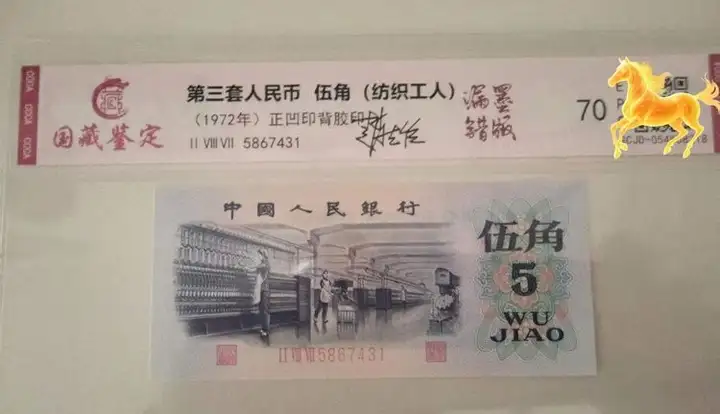 第三套人民币 伍角（纺织工人）
（1972年）正凹印背胶印
II VIII VII 5867431
国藏鉴定
漏墨
错版
70
E
中國人民銀行
伍角
5
WU
JIAO
II VIII VII 5867431